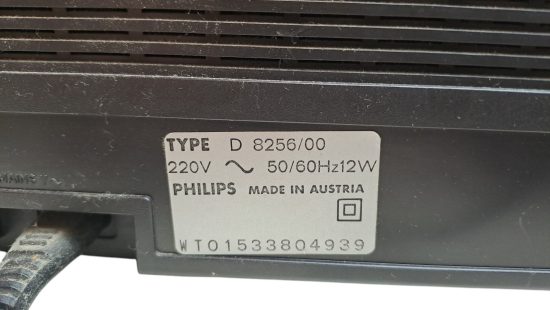 TYPE D 8256/00
220V ~ 50/60Hz12W
PHILIPS MADE IN AUSTRIA
WT01533804939